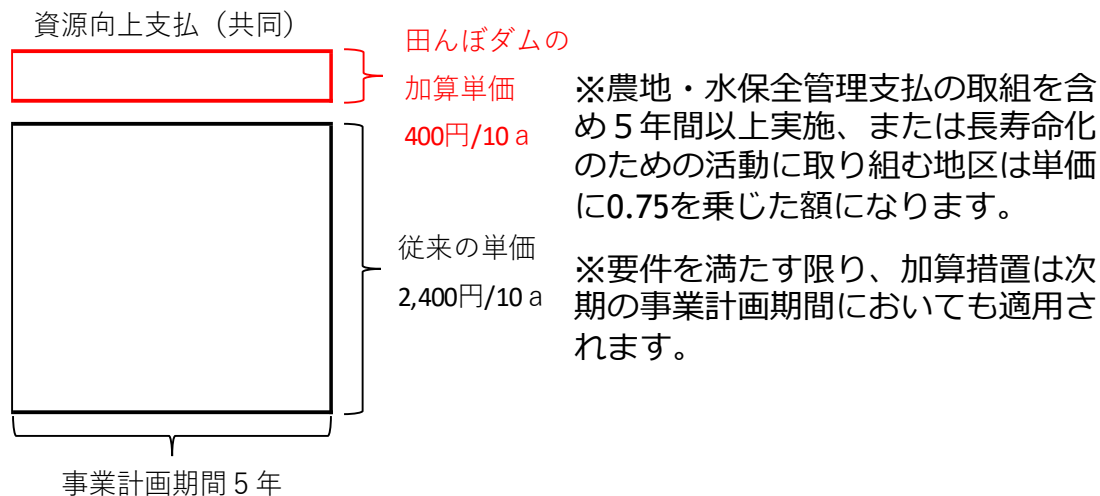 資源向上支払（共同）
田んぼダムの
加算単価
400円/10ａ
従来の単価
2,400円/10ａ
事業計画期間５年
※農地・水保全管理支払の取組を含
め５年間以上実施、または長寿命化
のための活動に取り組む地区は単価
に0.75を乗じた額になります。
※要件を満たす限り、加算措置は次
期の事業計画期間においても適用さ
れます。